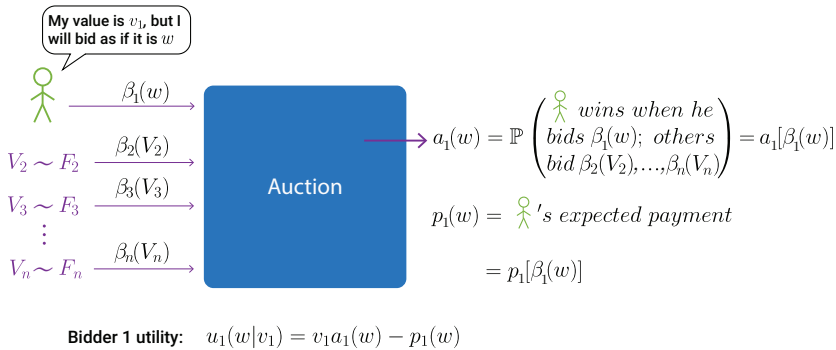 My value is v₁, but I
will bid as if it is w
β₁(w)
V₂ ∼ F₂
β₂(V₂)
V₃ ∼ F₃
β₃(V₃)
⋮
Vₙ ∼ Fₙ
βₙ(Vₙ)
Auction
a₁(w) = ℙ ( wins when he
bids β₁(w); others
bid β₂(V₂),...,βₙ(Vₙ) ) = a₁[β₁(w)]
p₁(w) = 's expected payment
= p₁[β₁(w)]
Bidder 1 utility: u₁(w|v₁) = v₁a₁(w) − p₁(w)